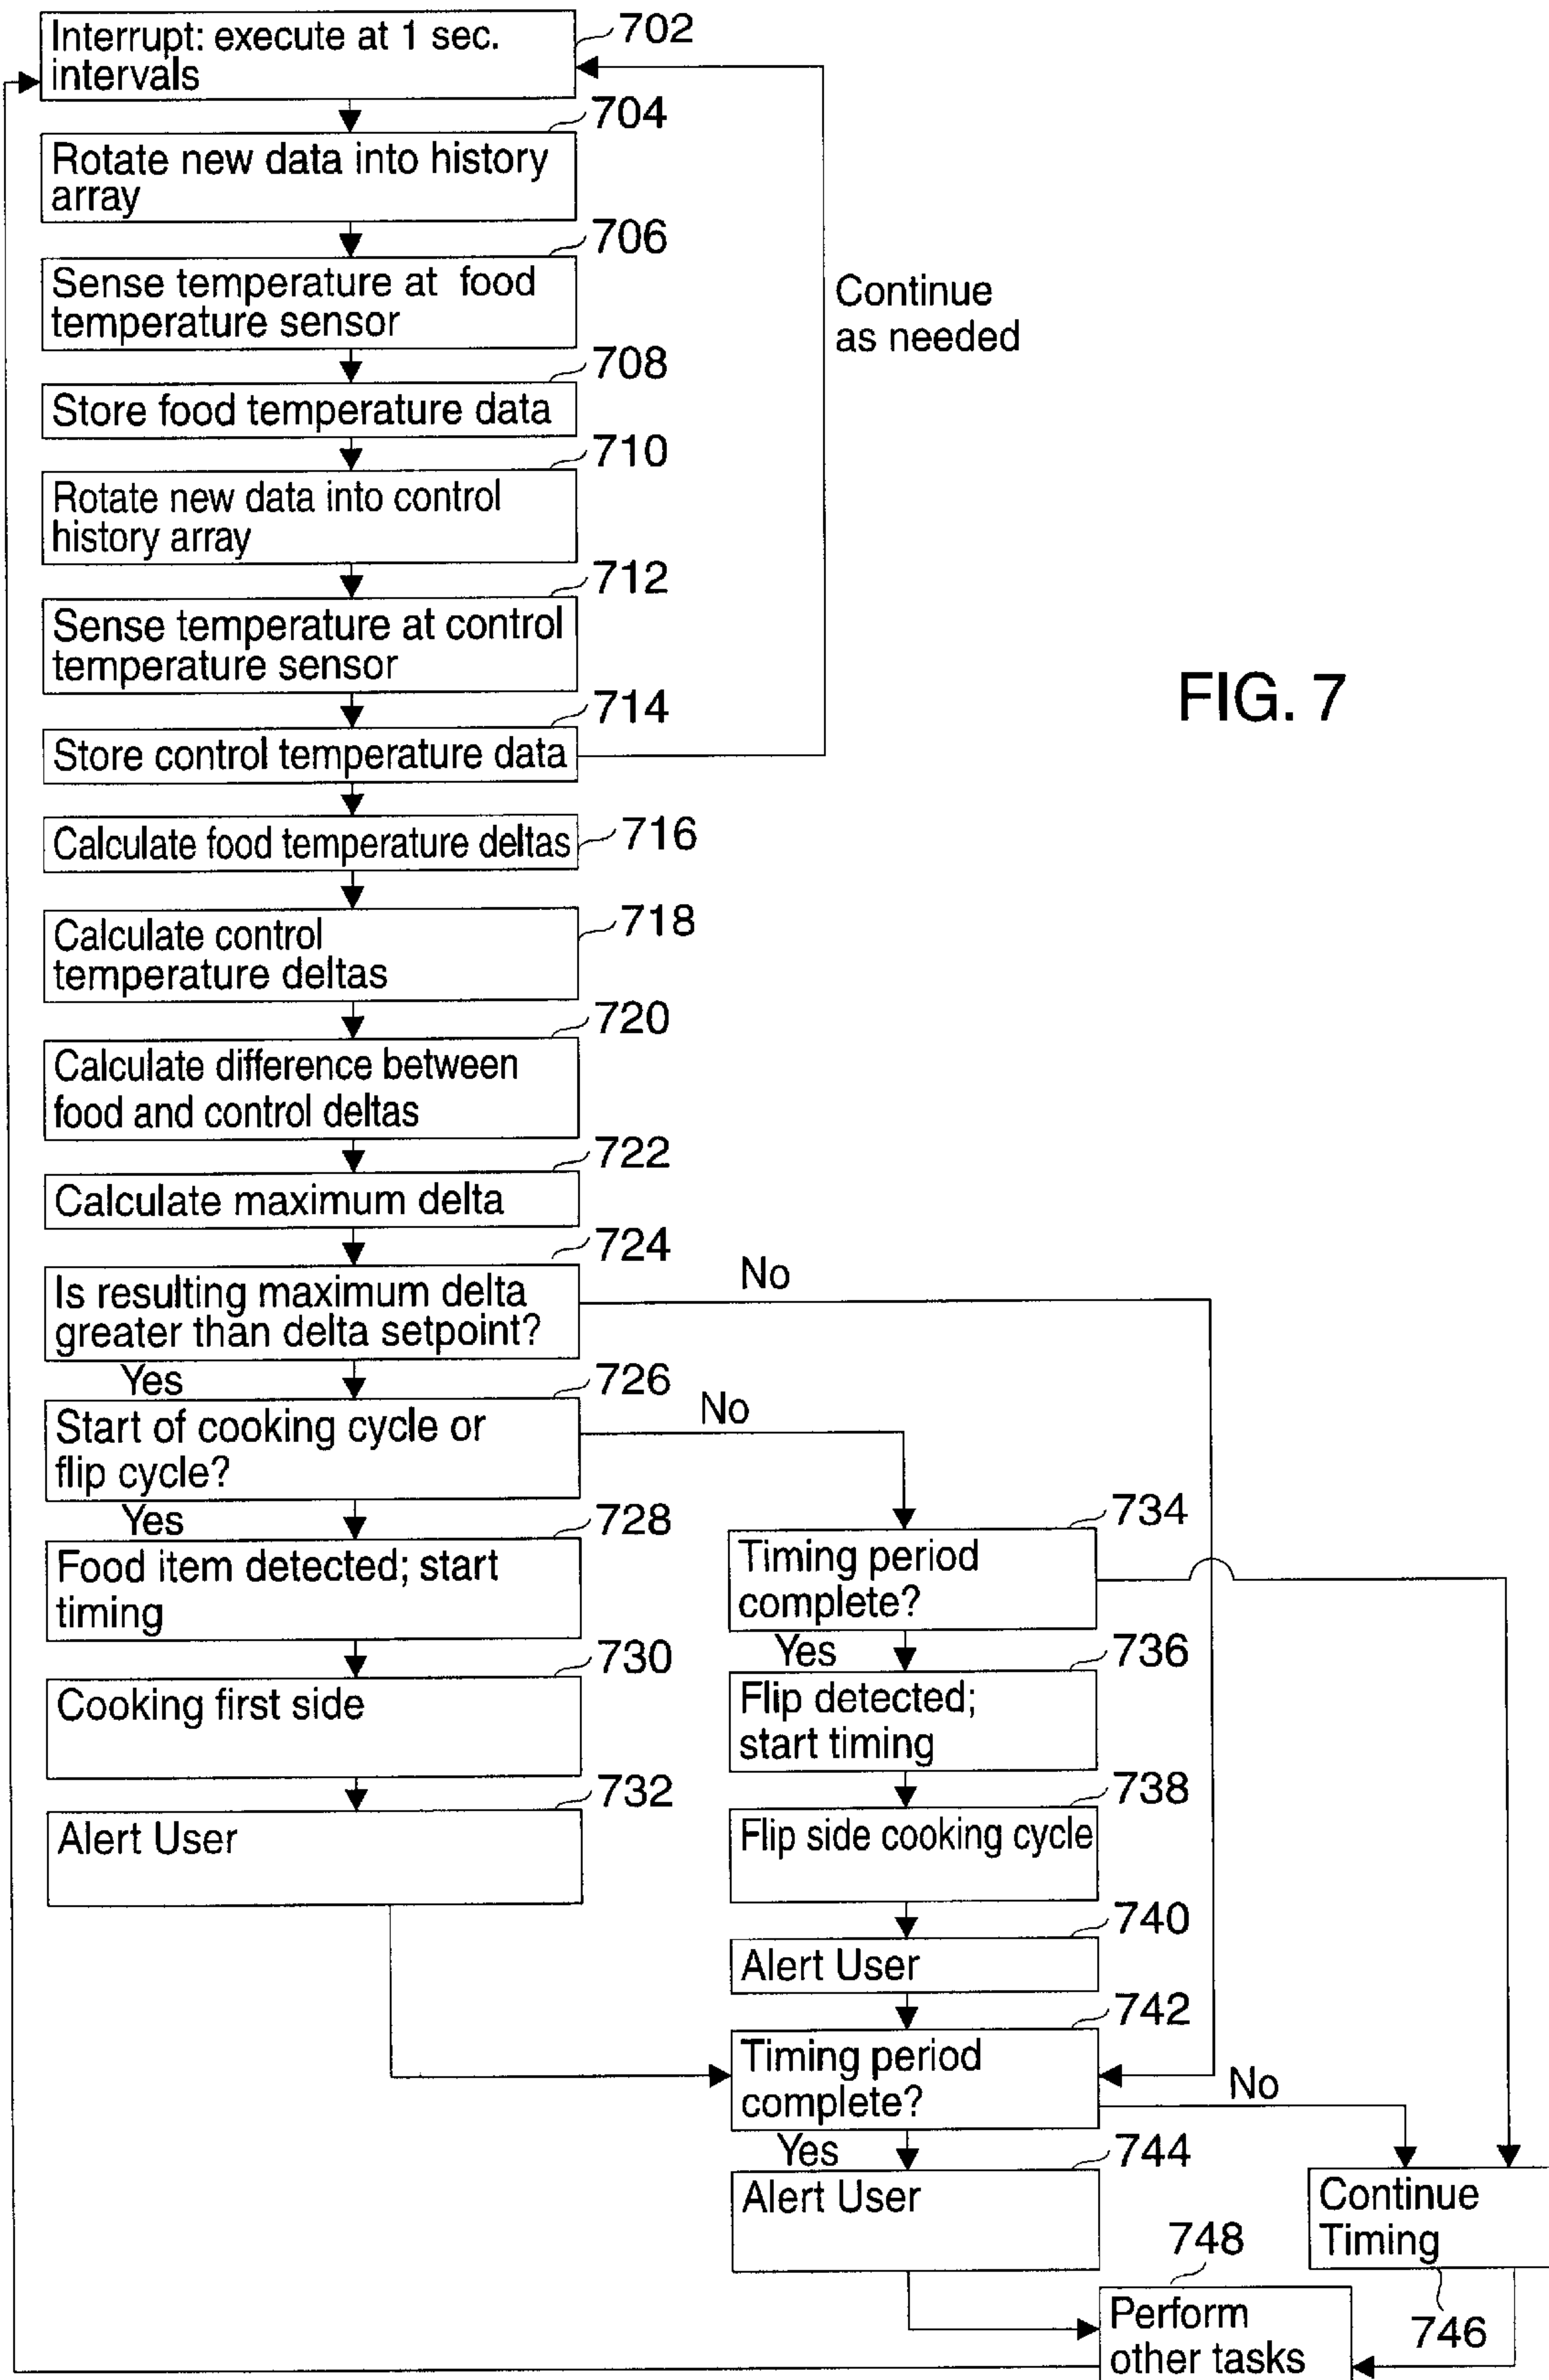 Interrupt: execute at 1 sec.
intervals
702
704
Rotate new data into history
array
706
Sense temperature at food
temperature sensor
Continue
as needed
708
Store food temperature data
710
Rotate new data into control
history array
712
Sense temperature at control
temperature sensor
FIG. 7
714
Store control temperature data
716
Calculate food temperature deltas
718
Calculate control
temperature deltas
720
Calculate difference between
food and control deltas
722
Calculate maximum delta
724
Is resulting maximum delta
greater than delta setpoint?
No
Yes
726
Start of cooking cycle or
flip cycle?
No
Yes
728
Food item detected; start
timing
730
Cooking first side
732
Alert User
734
Timing period
complete?
Yes
736
Flip detected;
start timing
738
Flip side cooking cycle
740
Alert User
742
Timing period
complete?
No
Yes
744
Alert User
Continue
Timing
746
748
Perform
other tasks